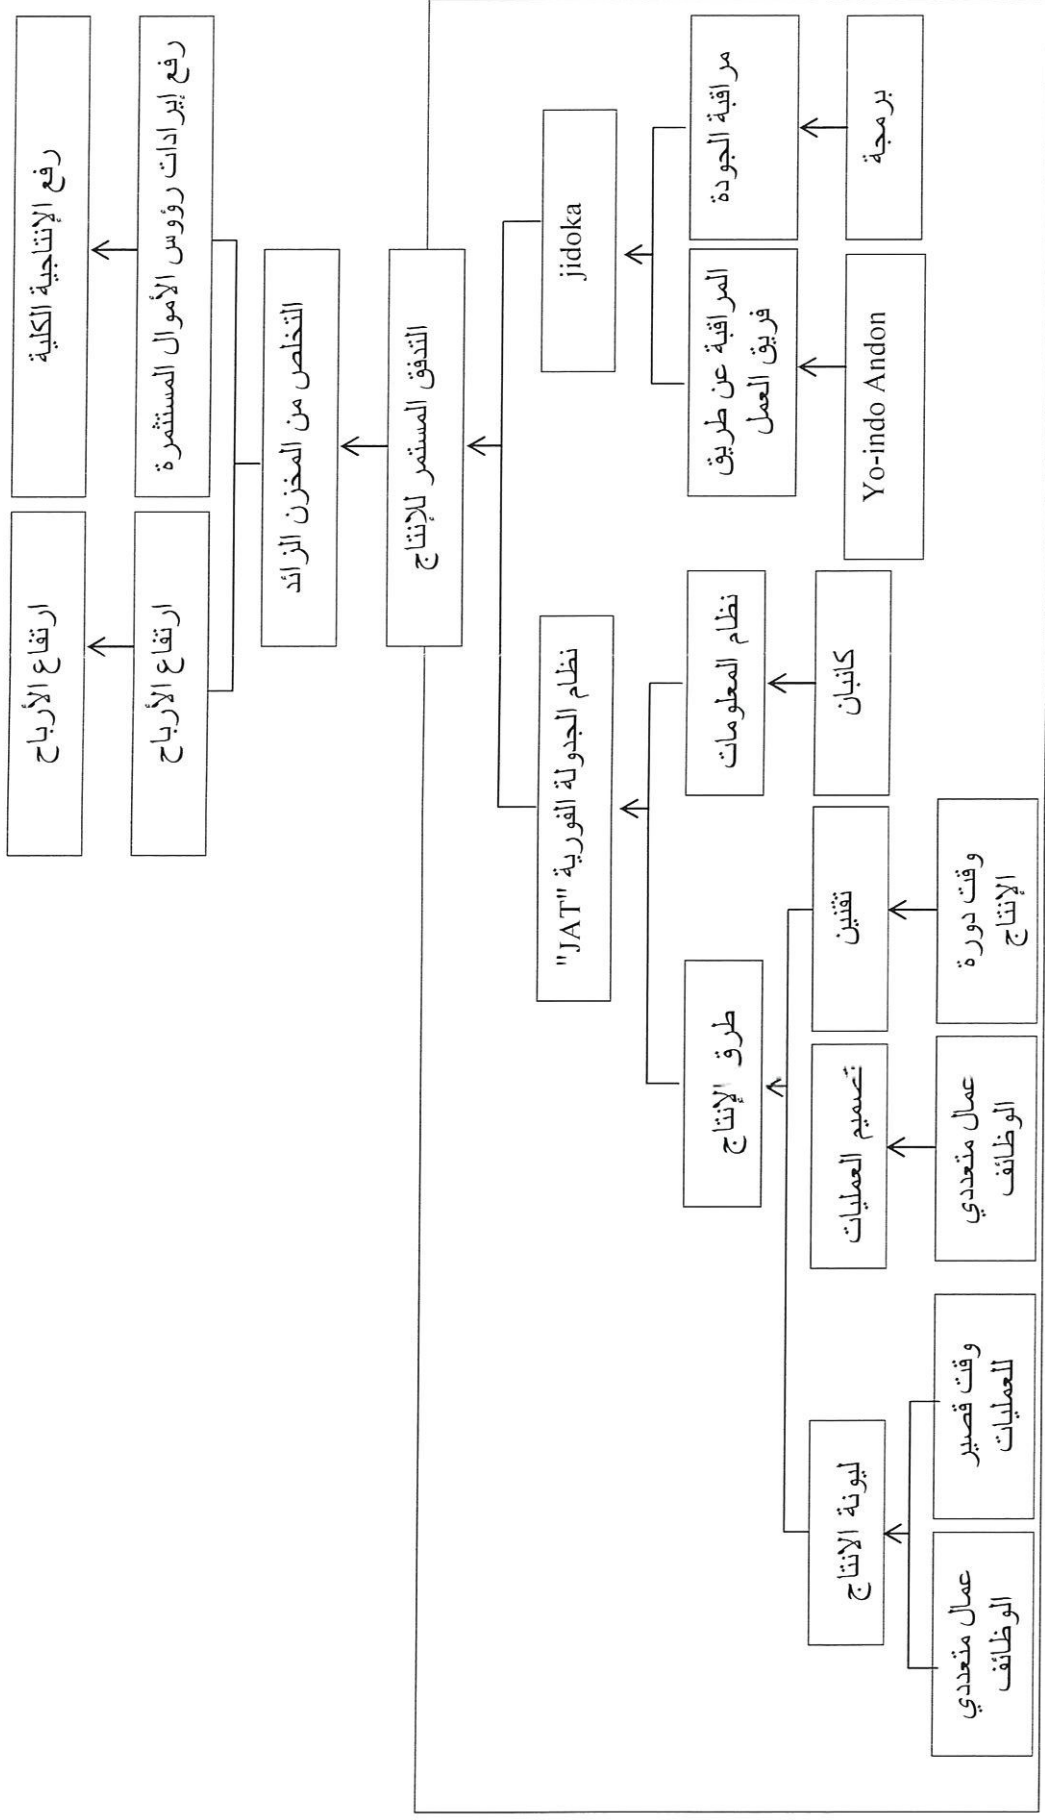 رفع الإنتاجية الكلية
ارتفاع الأرباح
رفع إيرادات رؤوس الأموال المستثمرة
ارتفاع الأرباح
التخلص من المخزن الزائد
التدفق المستمر للإنتاج
jidoka
نظام الجدولة الفورية "JAT"
مراقبة الجودة
المراقبة عن طريق
فريق العمل
نظام المعلومات
طرق الإنتاج
برمجة
Yo-indo Andon
كانبان
تقنين
تصميم العمليات
ليونة الانتاج
وقت دورة
الإنتاج
عمال متعددي
الوظائف
وقت قصير
للعمليات
عمال متعددي
الوظائف